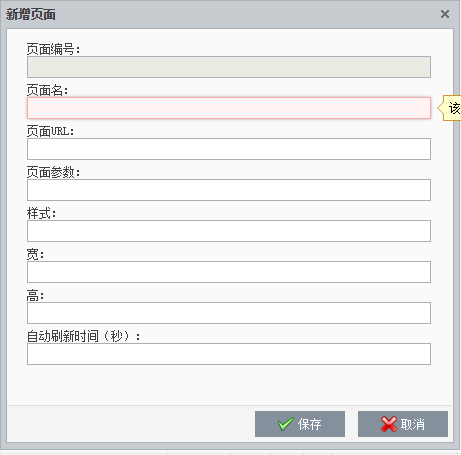 新增页面
页面编号：
页面名：
该
页面URL：
页面参数：
样式：
宽：
高：
自动刷新时间（秒）：
保存
取消